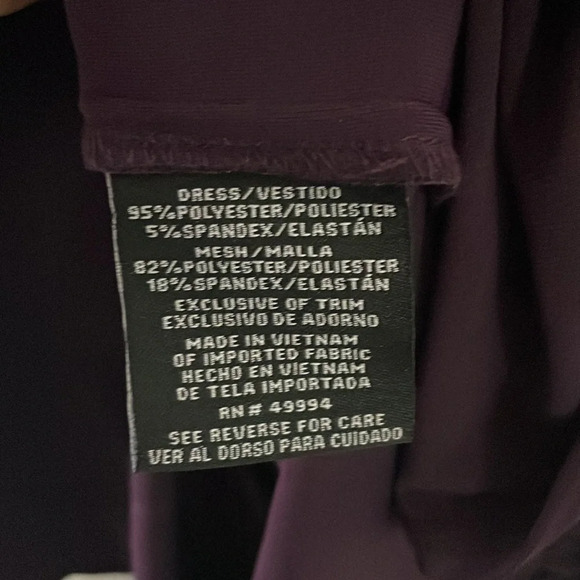 DRESS/VESTIDO
95%POLYESTER/POLIESTER
5%SPANDEX/ELASTÁN
MESH/MALLA
82%POLYESTER/POLIESTER
18%SPANDEX/ELASTÁN
EXCLUSIVE OF TRIM
EXCLUSIVO DE ADORNO
MADE IN VIETNAM
OF IMPORTED FABRIC
HECHO EN VIETNAM
DE TELA IMPORTADA
RN# 49994
SEE REVERSE FOR CARE
VER AL DORSO PARA CUIDADO